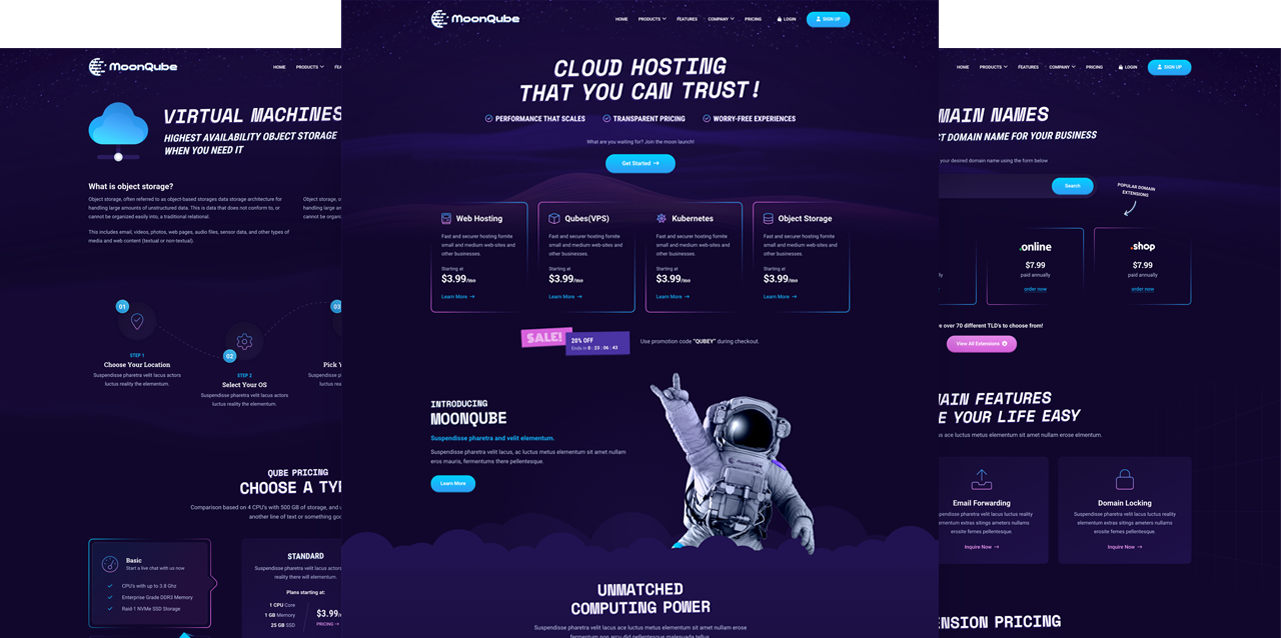 MoonQube
HOME PRODUCTS
VIRTUAL MACHINES
HIGHEST AVAILABILITY OBJECT STORAGE
WHEN YOU NEED IT
What is object storage?
Object storage, often referred to as object-based storages data storage architecture for
handling large amounts of unstructured data. This is data that does not conform to, or
cannot be organized easily into, a traditional relational.
This includes email, videos, photos, web pages, audio files, sensor data, and other types of
media and web content (textual or non-textual).
Object storage, o
handling large an
cannot be organi
01
STEP 1
Choose Your Location
Suspendisse pharetra velit lacus actors
luctus reality the elementum.
02
STEP 2
Select Your OS
Suspendisse pharetra velit lacus actors
luctus reality the elementum.
03
Pick Y
Suspendisse p
luctus rea
QUBE PRICING
CHOOSE A TY
Comparison based on 4 CPU's with 500 GB of storage, and
another line of text or something go
Basic
Start a live chat with us now
CPU's with up to 3.8 Ghz
Enterprise Grade DDR3 Memory
Raid-1 NVMe SSD Storage
STANDARD
Suspendisse pharetra velit lacus actors
reality there will elementum.
Plans starting at:
1 CPU Core
1 GB Memory
25 GB SSD
$3.99
PRICING →
MoonQube
HOME PRODUCTS FEATURES COMPANY PRICING LOGIN SIGN UP
CLOUD HOSTING
THAT YOU CAN TRUST!
PERFORMANCE THAT SCALES TRANSPARENT PRICING WORRY-FREE EXPERIENCES
What are you waiting for? Join the moon launch!
Get Started →
Web Hosting
Fast and securer hosting fornite
small and medium web-sites and
other businesses.
Starting at
$3.99/mo
Learn More →
Qubes(VPS)
Fast and securer hosting fornite
small and medium web-sites and
other businesses.
Starting at
$3.99/mo
Learn More →
Kubernetes
Fast and securer hosting fornite
small and medium web-sites and
other businesses.
Starting at
$3.99/mo
Learn More →
Object Storage
Fast and securer hosting fornite
small and medium web-sites and
other businesses.
Starting at
$3.99/mo
Learn More →
SALE!
20% OFF
Ends in 0 : 23 : 06 : 43
Use promotion code "QUBEY" during checkout.
INTRODUCING
MOONQUBE
Suspendisse pharetra and velit elementum.
Suspendisse pharetra velit lacus, ac luctus metus elementum sit amet nullam
eros mauris, fermentums there pellentesque.
Learn More
UNMATCHED
COMPUTING POWER
Suspendisse pharetra velit lacus ace luctus metus elementum sit amet nullam erose
HOME PRODUCTS FEATURES COMPANY PRICING LOGIN SIGN UP
MAIN NAMES
CT DOMAIN NAME FOR YOUR BUSINESS
your desired domain name using the form below
Search
POPULAR DOMAIN
EXTENSIONS
.online
$7.99
paid annually
order now
.shop
$7.99
paid annually
order now
e over 70 different TLD's to choose from!
View All Extensions
AIN FEATURES
E YOUR LIFE EASY
us ace luctus metus elementum sit amet nullam erose elmentum.
Email Forwarding
pendisse pharetra velit lacus luctus reality
ementum extras sitings ameters nullams
erosite femes pellentesque.
Inquire Now →
Domain Locking
Suspendisse pharetra velit lacus luctus reality
elementum extras sitings ameters nullams
erosite femes pellentesque.
Inquire Now →
ENSION PRICING